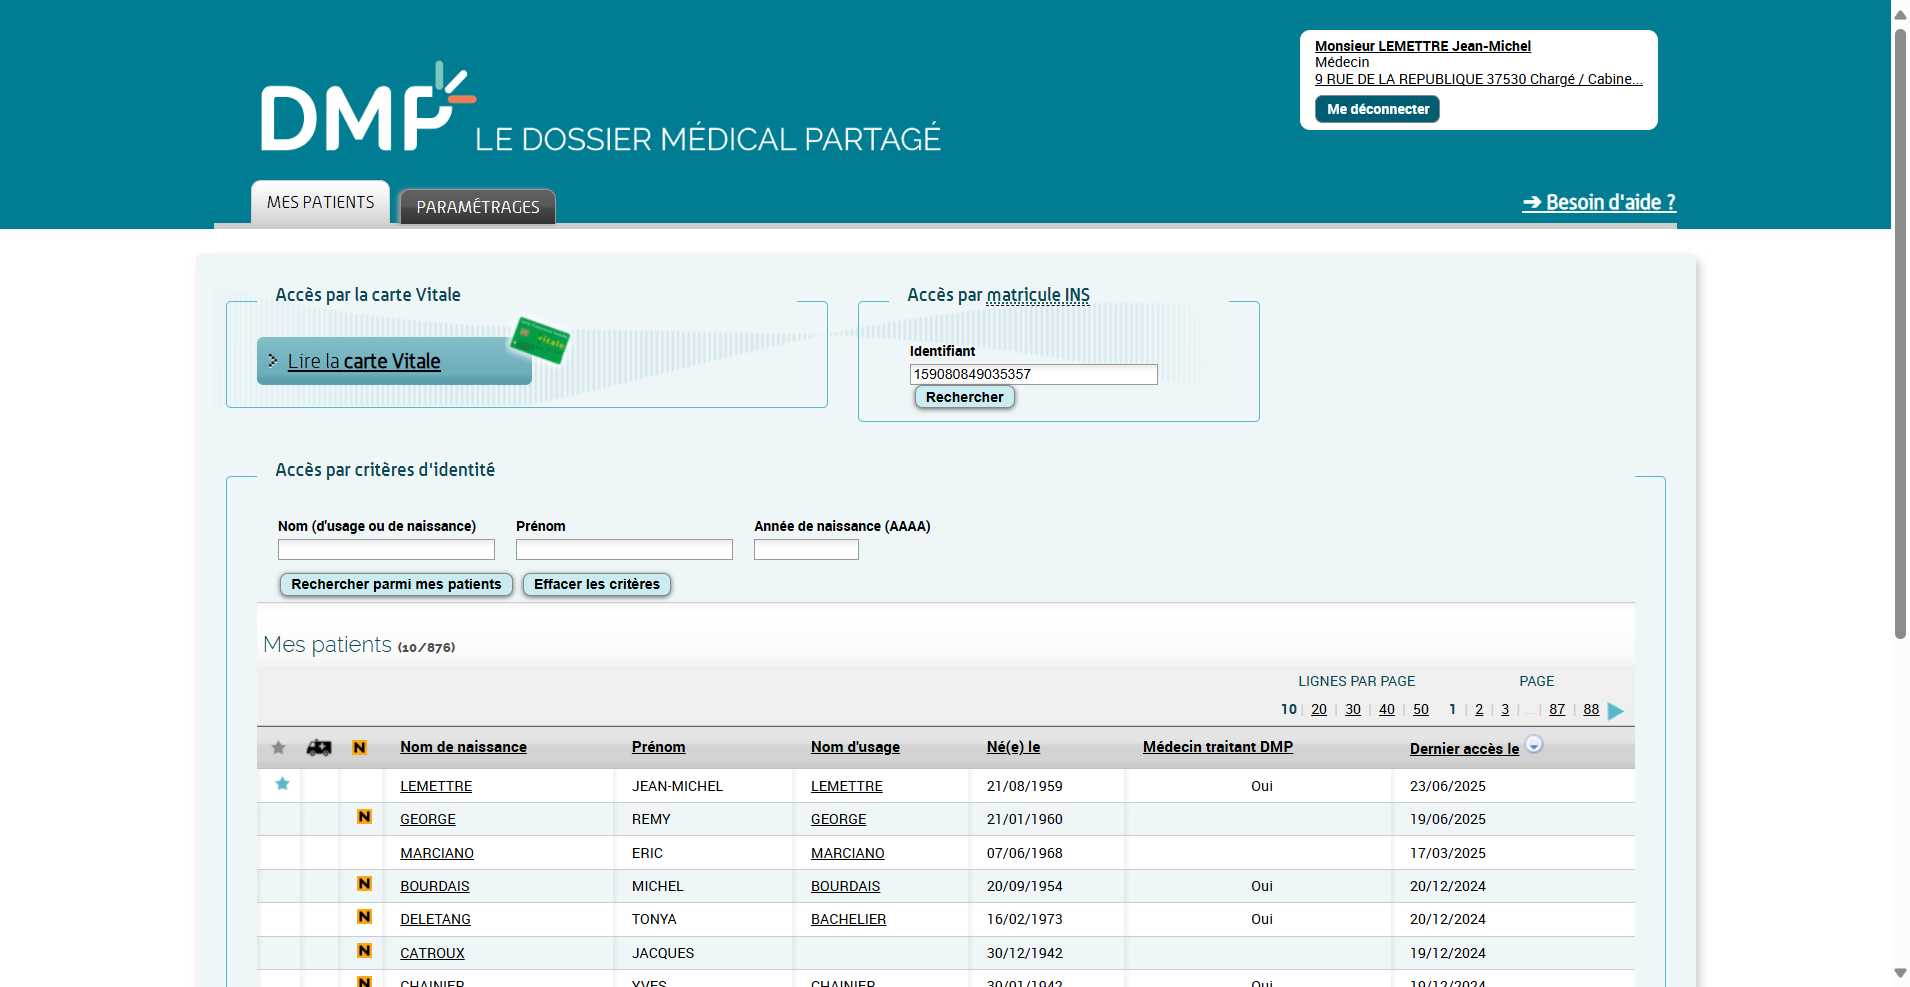 Monsieur LEMETTRE Jean-Michel
Médecin
9 RUE DE LA REPUBLIQUE 37530 Chargé / Cabine...
Me déconnecter
DMP LE DOSSIER MÉDICAL PARTAGÉ
MES PATIENTS PARAMÉTRAGES
➔ Besoin d'aide ?
Accès par la carte Vitale
Lire la carte Vitale
vitale
Accès par matricule INS
Identifiant
159080849035357
Rechercher
Accès par critères d'identité
Nom (d'usage ou de naissance) Prénom Année de naissance (AAAA)
Rechercher parmi mes patients Effacer les critères
Mes patients (10/876)
LIGNES PAR PAGE PAGE
10 | 20 | 30 | 40 | 50 1 | 2 | 3 | ... | 87 | 88
N Nom de naissance Prénom Nom d'usage Né(e) le Médecin traitant DMP Dernier accès le
LEMETTRE JEAN-MICHEL LEMETTRE 21/08/1959 Oui 23/06/2025
N GEORGE REMY GEORGE 21/01/1960 19/06/2025
MARCIANO ERIC MARCIANO 07/06/1968 17/03/2025
N BOURDAIS MICHEL BOURDAIS 20/09/1954 Oui 20/12/2024
N DELETANG TONYA BACHELIER 16/02/1973 Oui 20/12/2024
N CATROUX JACQUES 30/12/1942 19/12/2024
N CHAINIER YVES CHAINIER 30/01/1942 Oui 19/12/2024